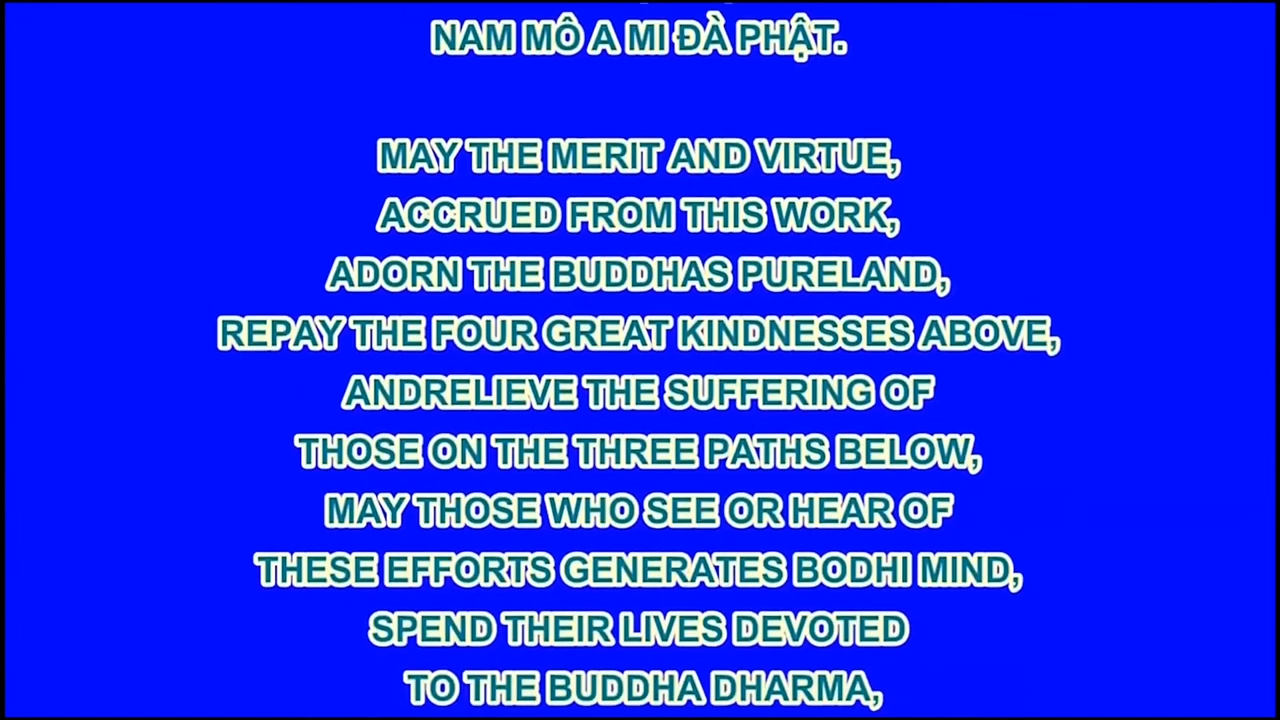 NAM MÔ A MI ĐÀ PHẬT.
MAY THE MERIT AND VIRTUE,
ACCRUED FROM THIS WORK,
ADORN THE BUDDHAS PURELAND,
REPAY THE FOUR GREAT KINDNESSES ABOVE,
ANDRELIEVE THE SUFFERING OF
THOSE ON THE THREE PATHS BELOW,
MAY THOSE WHO SEE OR HEAR OF
THESE EFFORTS GENERATES BODHI MIND,
SPEND THEIR LIVES DEVOTED
TO THE BUDDHA DHARMA,